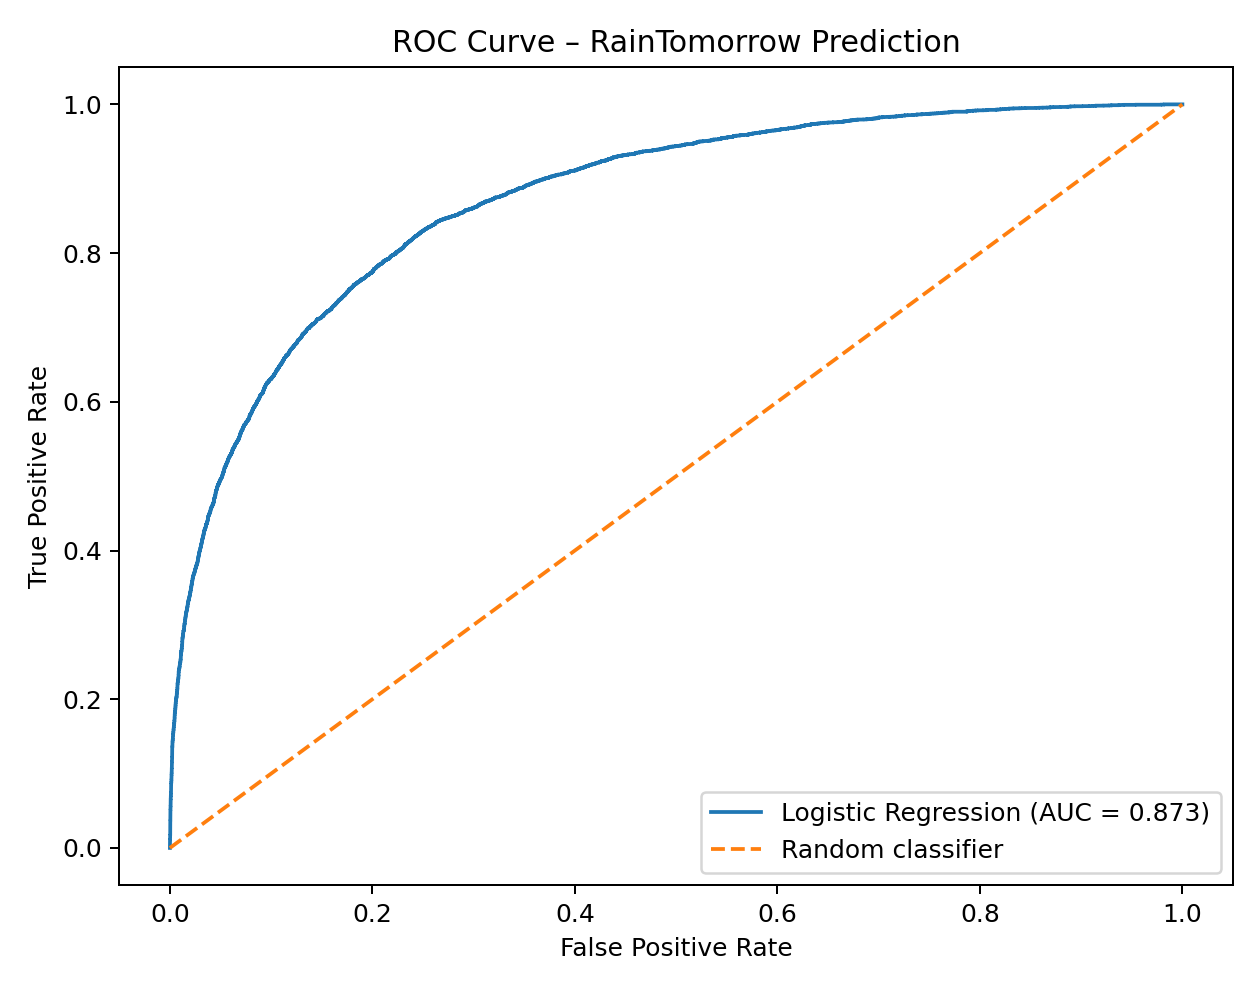 ROC Curve – RainTomorrow Prediction
True Positive Rate
1.0
0.8
0.6
0.4
0.2
0.0
Logistic Regression (AUC = 0.873)
Random classifier
0.0 0.2 0.4 0.6 0.8 1.0
False Positive Rate